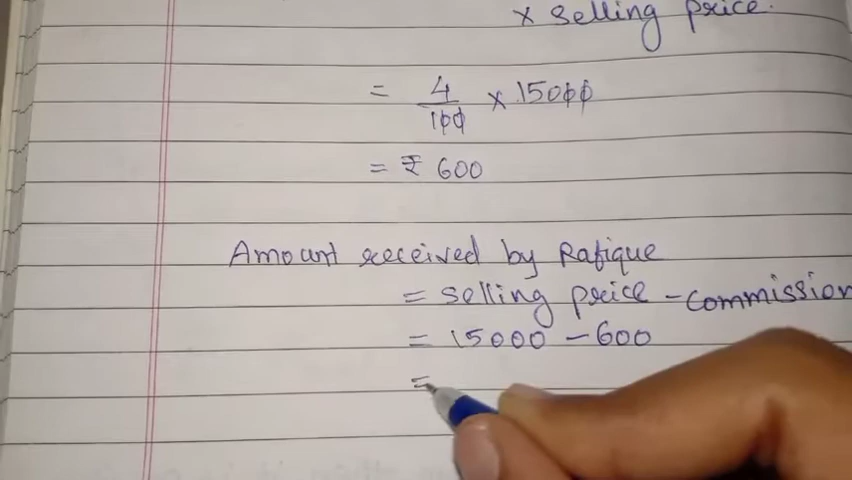 × selling price.
= 4/100 × 15000
= ₹ 600
Amount received by Rafique
= selling price - commission
= 15000 - 600
=